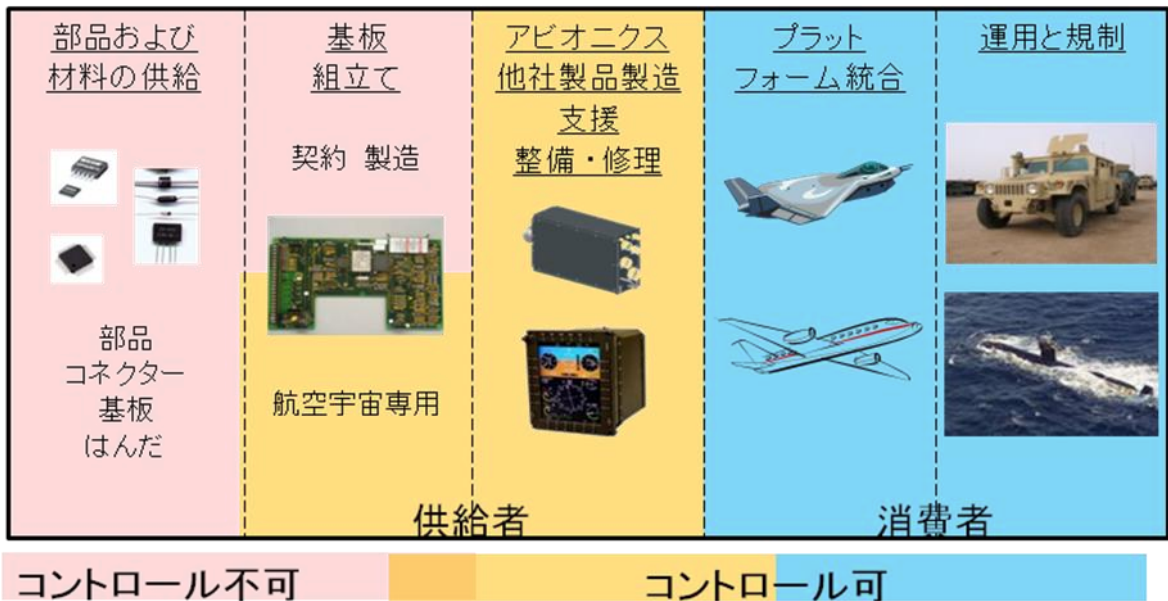 部品および
材料の供給
部品
コネクター
基板
はんだ
基板
組立て
契約 製造
航空宇宙専用
アビオニクス
他社製品製造
支援
整備・修理
プラット
フォーム統合
運用と規制
供給者
消費者
コントロール不可
コントロール可